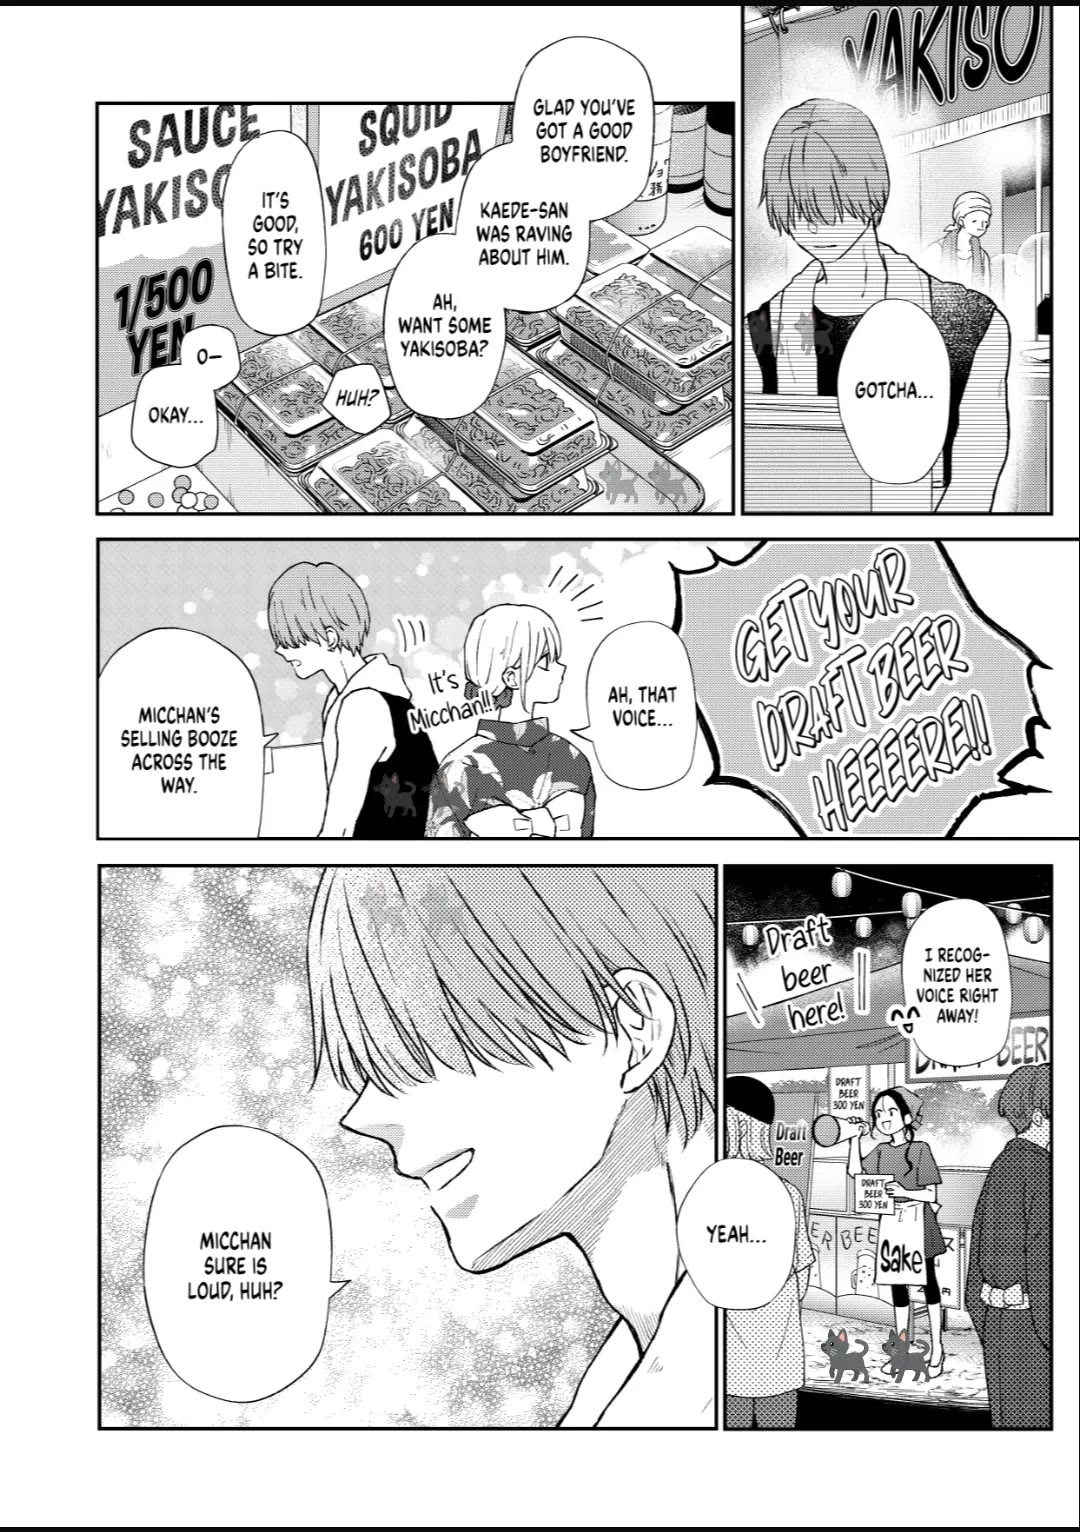 YAKISO
GOTCHA...
GLAD YOU'VE
GOT A GOOD
BOYFRIEND.
KAEDE-SAN
WAS RAVING
ABOUT HIM.
AH,
WANT SOME
YAKISOBA?
HUH?
SQUID
YAKISOBA
600 YEN
SAUCE
YAKISO
1/500
YEN
IT'S
GOOD,
SO TRY
A BITE.
O–
OKAY...
GET YOUR
DRAFT BEER
HEEEERE!!
AH, THAT
VOICE...
It's
Micchan!!
MICCHAN'S
SELLING BOOZE
ACROSS THE
WAY.
I RECOG-
NIZED HER
VOICE RIGHT
AWAY!
Draft
beer
here!
DRAFT BEER
DRAFT
BEER
300 YEN
Draft
Beer
DRAFT
BEER
300 YEN
ER BEE
Sake
YEAH...
MICCHAN
SURE IS
LOUD, HUH?